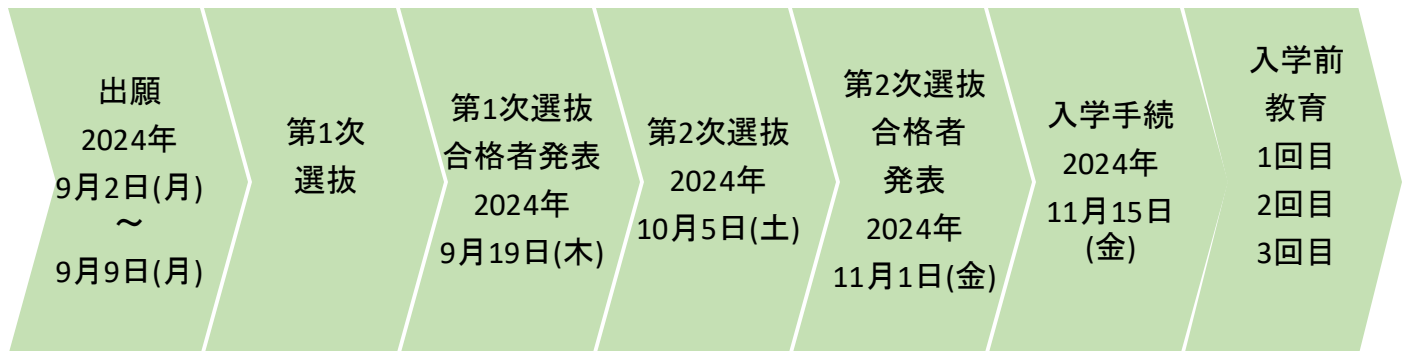 出願
2024年
9月2日(月)
～
9月9日(月)
第1次
選抜
第1次選抜
合格者発表
2024年
9月19日(木)
第2次選抜
2024年
10月5日(土)
第2次選抜
合格者
発表
2024年
11月1日(金)
入学手続
2024年
11月15日
(金)
入学前
教育
1回目
2回目
3回目